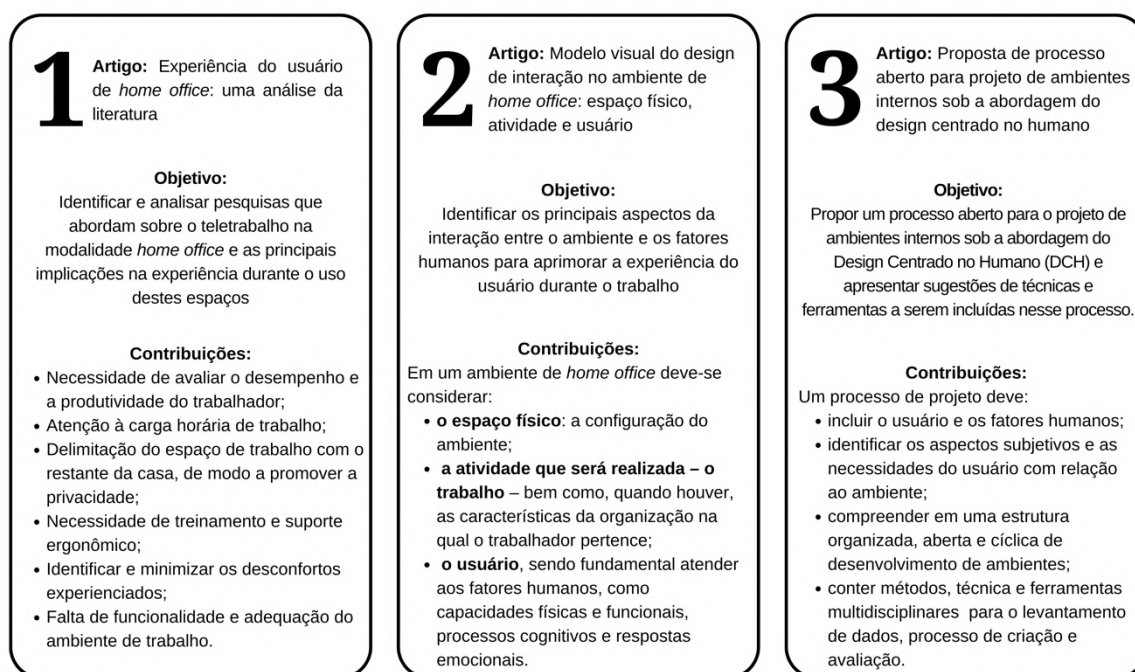 1
Artigo: Experiência do usuário
de home office: uma análise da
literatura
Objetivo:
Identificar e analisar pesquisas que
abordam sobre o teletrabalho na
modalidade home office e as principais
implicações na experiência durante o uso
destes espaços
Contribuições:
• Necessidade de avaliar o desempenho e
a produtividade do trabalhador;
• Atenção à carga horária de trabalho;
• Delimitação do espaço de trabalho com o
restante da casa, de modo a promover a
privacidade;
• Necessidade de treinamento e suporte
ergonômico;
• Identificar e minimizar os desconfortos
experienciados;
• Falta de funcionalidade e adequação do
ambiente de trabalho.
2
Artigo: Modelo visual do design
de interação no ambiente de
home office: espaço físico,
atividade e usuário
Objetivo:
Identificar os principais aspectos da
interação entre o ambiente e os fatores
humanos para aprimorar a experiência do
usuário durante o trabalho
Contribuições:
Em um ambiente de home office deve-se
considerar:
• o espaço físico: a configuração do
ambiente;
• a atividade que será realizada – o
trabalho – bem como, quando houver,
as características da organização na
qual o trabalhador pertence;
• o usuário, sendo fundamental atender
aos fatores humanos, como
capacidades físicas e funcionais,
processos cognitivos e respostas
emocionais.
3
Artigo: Proposta de processo
aberto para projeto de ambientes
internos sob a abordagem do
design centrado no humano
Objetivo:
Propor um processo aberto para o projeto de
ambientes internos sob a abordagem do
Design Centrado no Humano (DCH) e
apresentar sugestões de técnicas e
ferramentas a serem incluídas nesse processo.
Contribuições:
Um processo de projeto deve:
• incluir o usuário e os fatores humanos;
• identificar os aspectos subjetivos e as
necessidades do usuário com relação
ao ambiente;
• compreender em uma estrutura
organizada, aberta e cíclica de
desenvolvimento de ambientes;
• conter métodos, técnica e ferramentas
multidisciplinares para o levantamento
de dados, processo de criação e
avaliação.